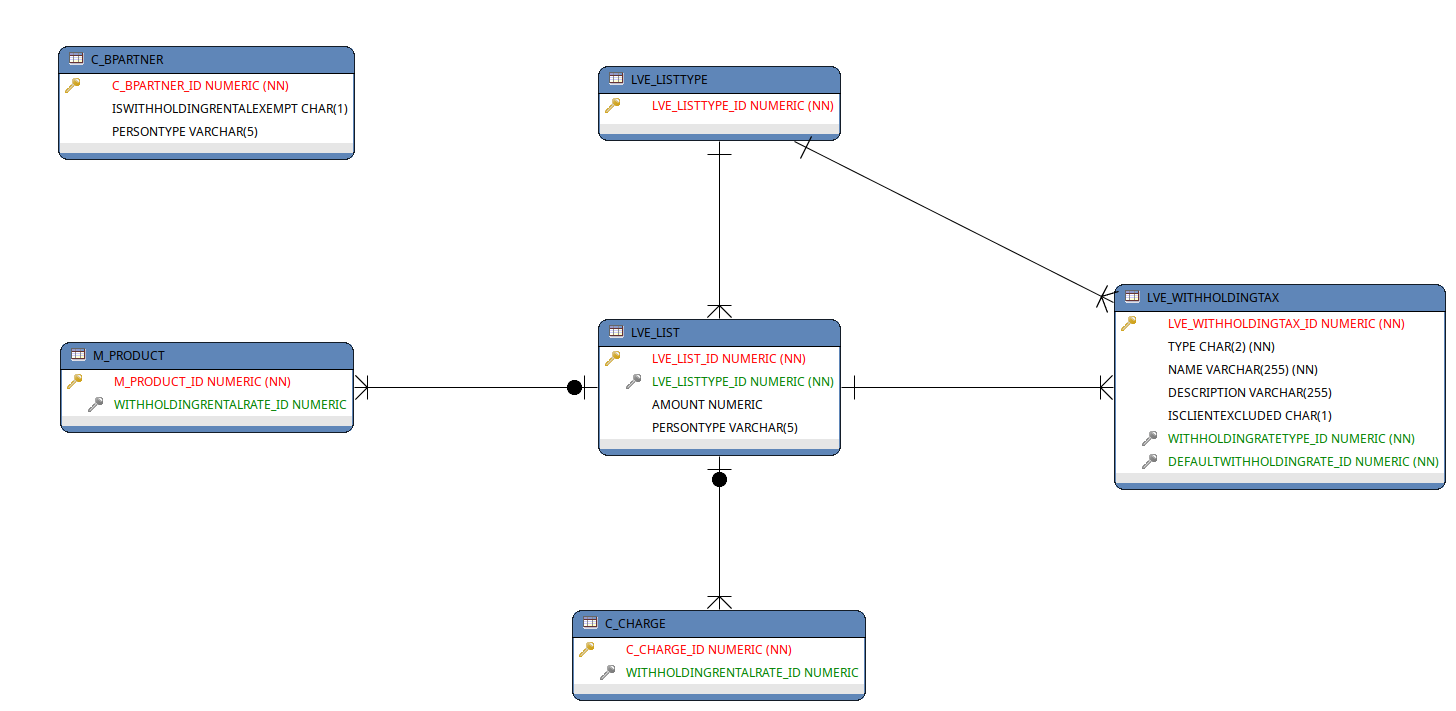 C_BPARTNER
C_BPARTNER_ID NUMERIC (NN)
ISWITHHOLDINGRENTALEXEMPT CHAR(1)
PERSONTYPE VARCHAR(5)
LVE_LISTTYPE
LVE_LISTTYPE_ID NUMERIC (NN)
LVE_WITHHOLDINGTAX
LVE_WITHHOLDINGTAX_ID NUMERIC (NN)
TYPE CHAR(2) (NN)
NAME VARCHAR(255) (NN)
DESCRIPTION VARCHAR(255)
ISCLIENTEXCLUDED CHAR(1)
WITHHOLDINGRATETYPE_ID NUMERIC (NN)
DEFAULTWITHHOLDINGRATE_ID NUMERIC (NN)
LVE_LIST
LVE_LIST_ID NUMERIC (NN)
LVE_LISTTYPE_ID NUMERIC (NN)
AMOUNT NUMERIC
PERSONTYPE VARCHAR(5)
M_PRODUCT
M_PRODUCT_ID NUMERIC (NN)
WITHHOLDINGRENTALRATE_ID NUMERIC
C_CHARGE
C_CHARGE_ID NUMERIC (NN)
WITHHOLDINGRENTALRATE_ID NUMERIC